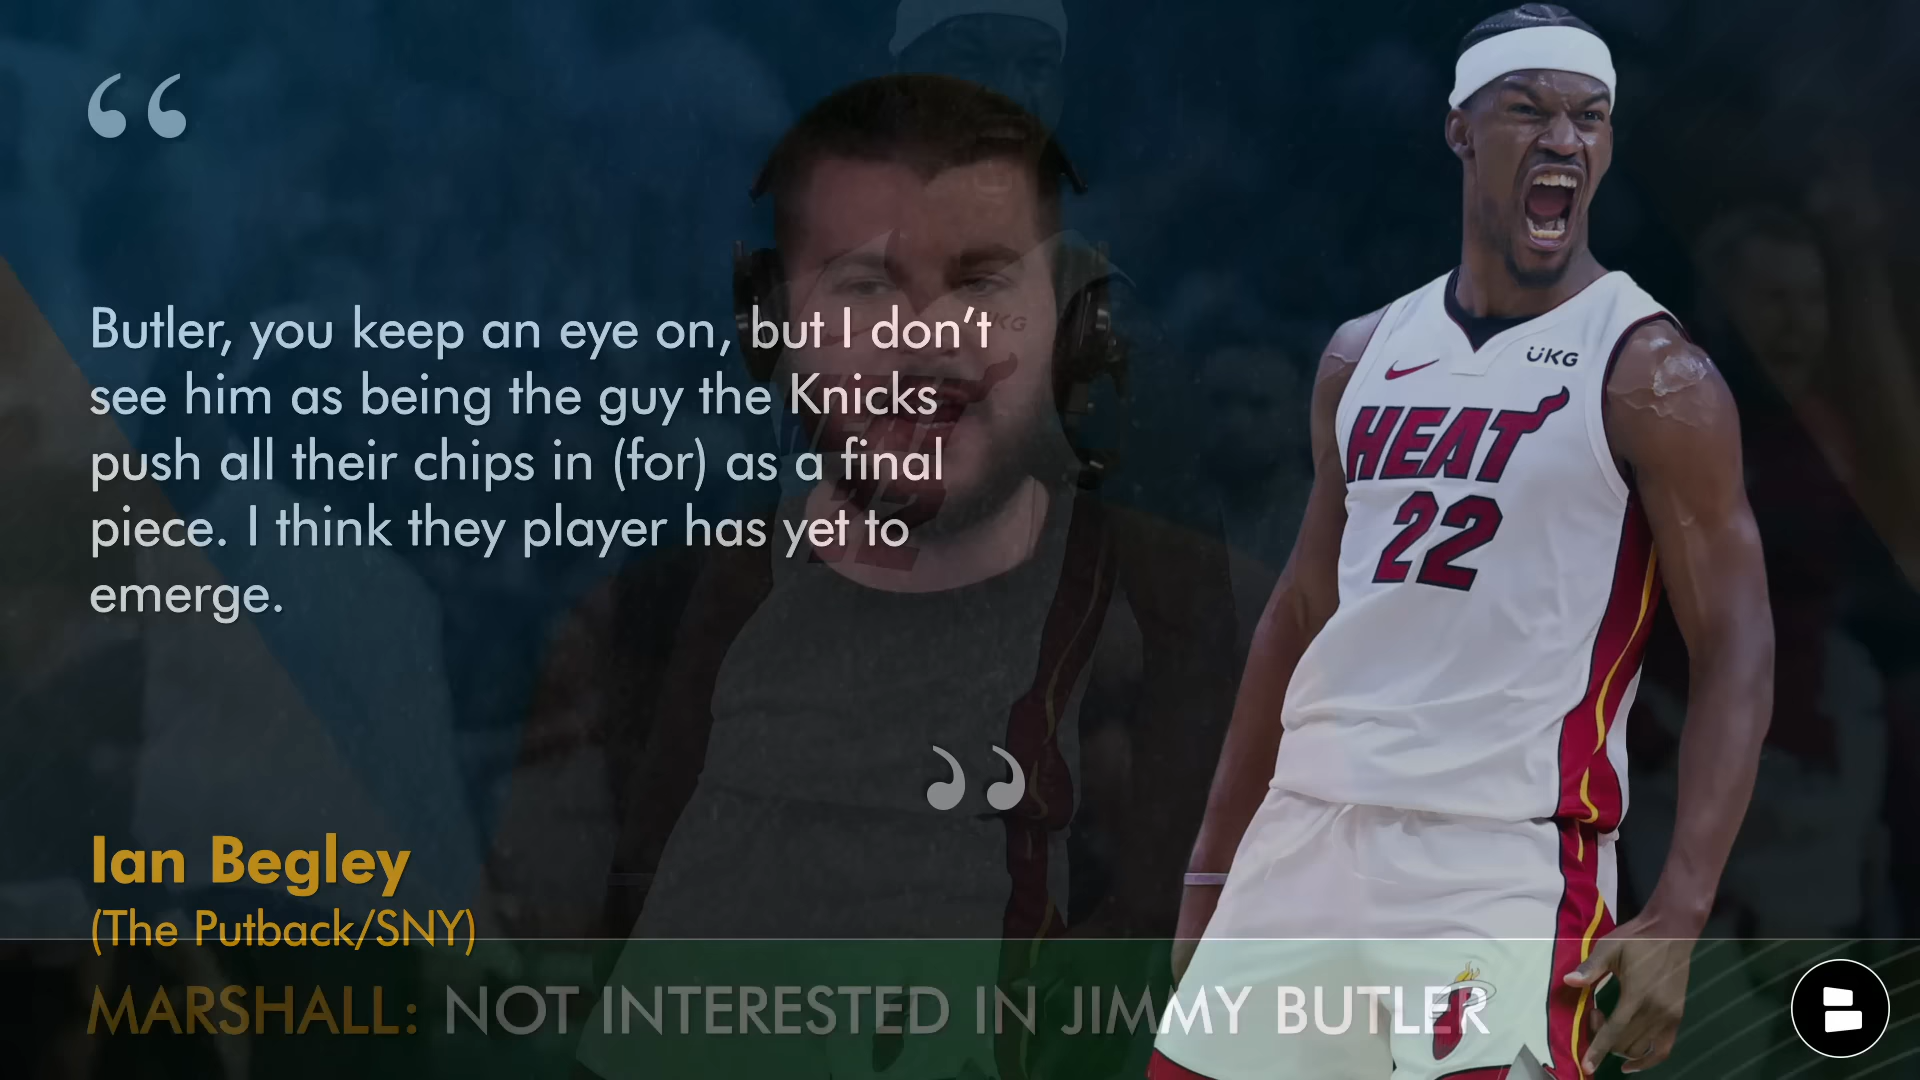 “
Butler, you keep an eye on, but I don’t
see him as being the guy the Knicks
push all their chips in (for) as a final
piece. I think they player has yet to
emerge.
”
ÜKG
HEAT
22
Ian Begley
(The Putback/SNY)
MARSHALL: NOT INTERESTED IN JIMMY BUTLER